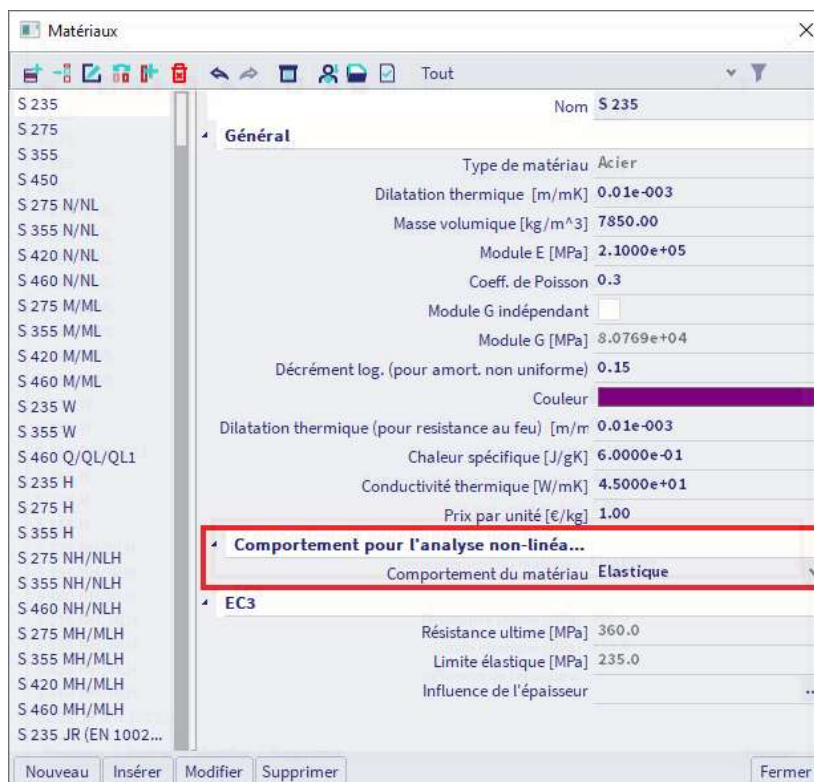 Matériaux
Tout
S 235
S 275
S 355
S 450
S 275 N/NL
S 355 N/NL
S 420 N/NL
S 460 N/NL
S 275 M/ML
S 355 M/ML
S 420 M/ML
S 460 M/ML
S 235 W
S 355 W
S 460 Q/QL/QL1
S 235 H
S 275 H
S 355 H
S 275 NH/NLH
S 355 NH/NLH
S 460 NH/NLH
S 275 MH/MLH
S 355 MH/MLH
S 420 MH/MLH
S 460 MH/MLH
S 235 JR (EN 1002...
Nom S 235
Général
Type de matériau Acier
Dilatation thermique [m/mK] 0.01e-003
Masse volumique [kg/m^3] 7850.00
Module E [MPa] 2.1000e+05
Coeff. de Poisson 0.3
Module G indépendant
Module G [MPa] 8.0769e+04
Décrément log. (pour amort. non uniforme) 0.15
Couleur
Dilatation thermique (pour resistance au feu) [m/m 0.01e-003
Chaleur spécifique [J/gK] 6.0000e-01
Conductivité thermique [W/mK] 4.5000e+01
Prix par unité [€/kg] 1.00
Comportement pour l'analyse non-linéa...
Comportement du matériau Elastique
EC3
Résistance ultime [MPa] 360.0
Limite élastique [MPa] 235.0
Influence de l'épaisseur ...
Nouveau Insérer Modifier Supprimer Fermer